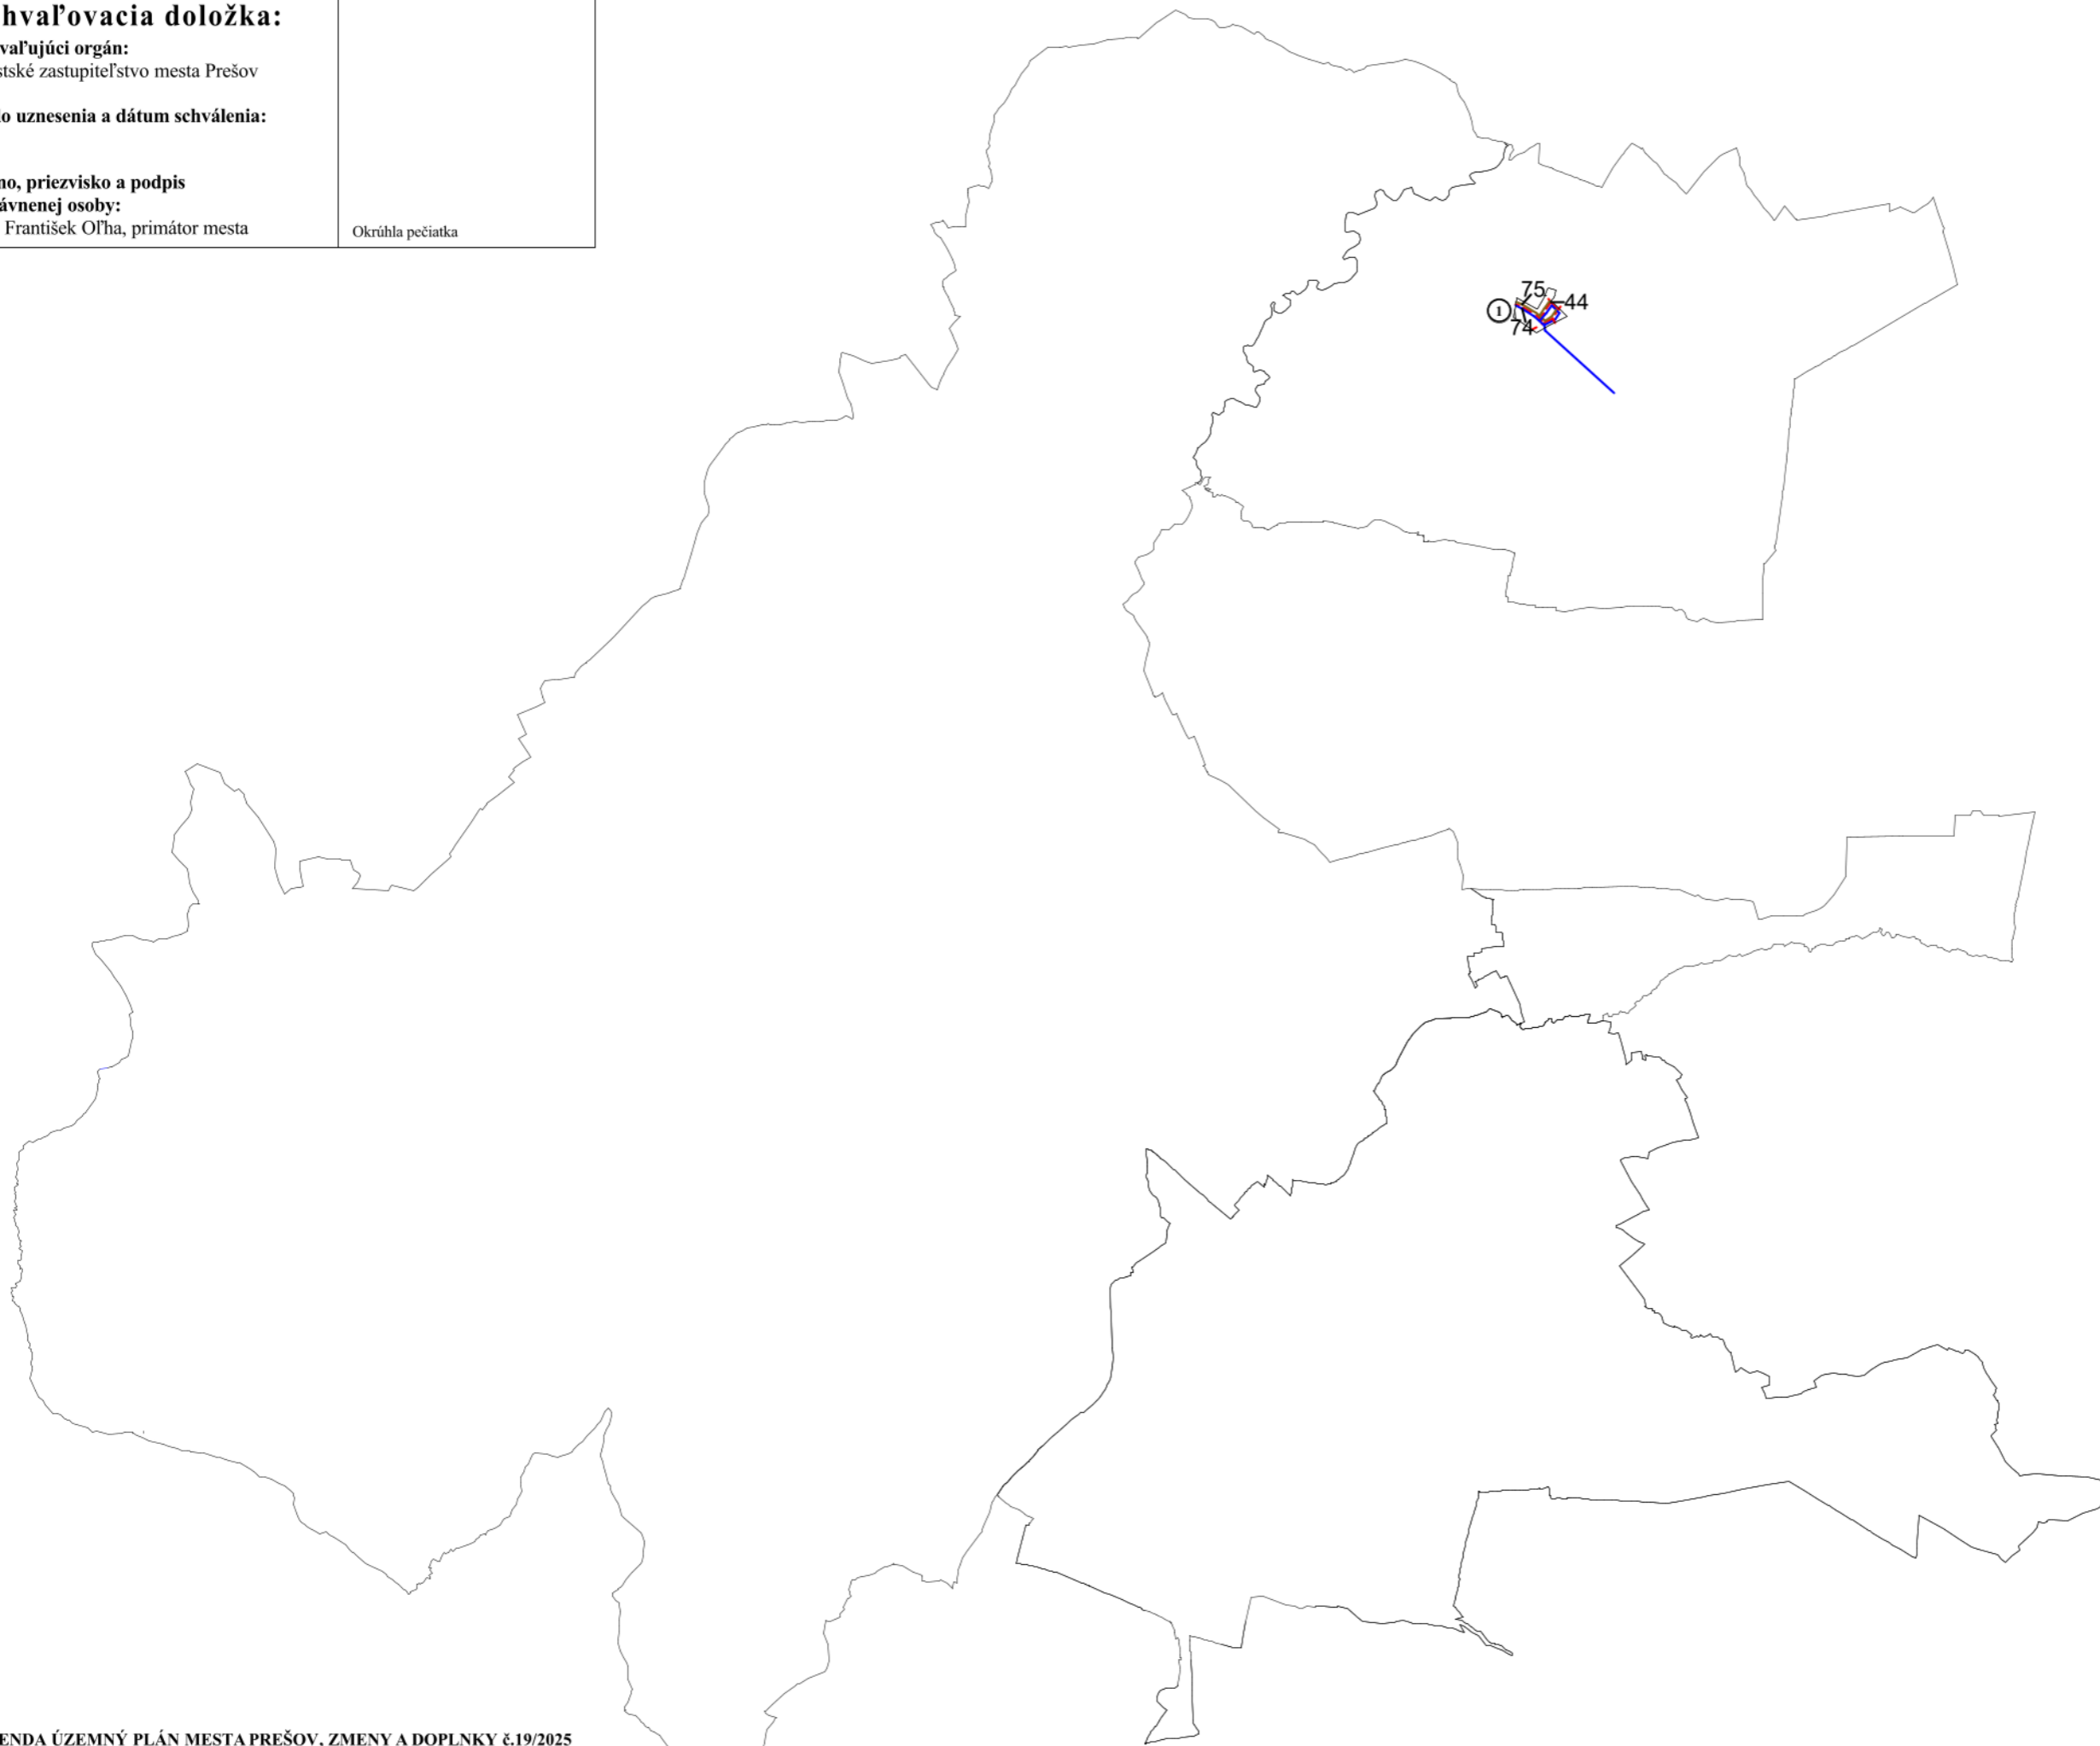 hvaľovacia doložka:
vaľujúci orgán:
stské zastupiteľstvo mesta Prešov
lo uznesenia a dátum schválenia:
no, priezvisko a podpis
ávnenej osoby:
František Oľha, primátor mesta
Okrúhla pečiatka
75
44
1
74
ENDA ÚZEMNÝ PLÁN MESTA PREŠOV, ZMENY A DOPLNKY č.19/2025